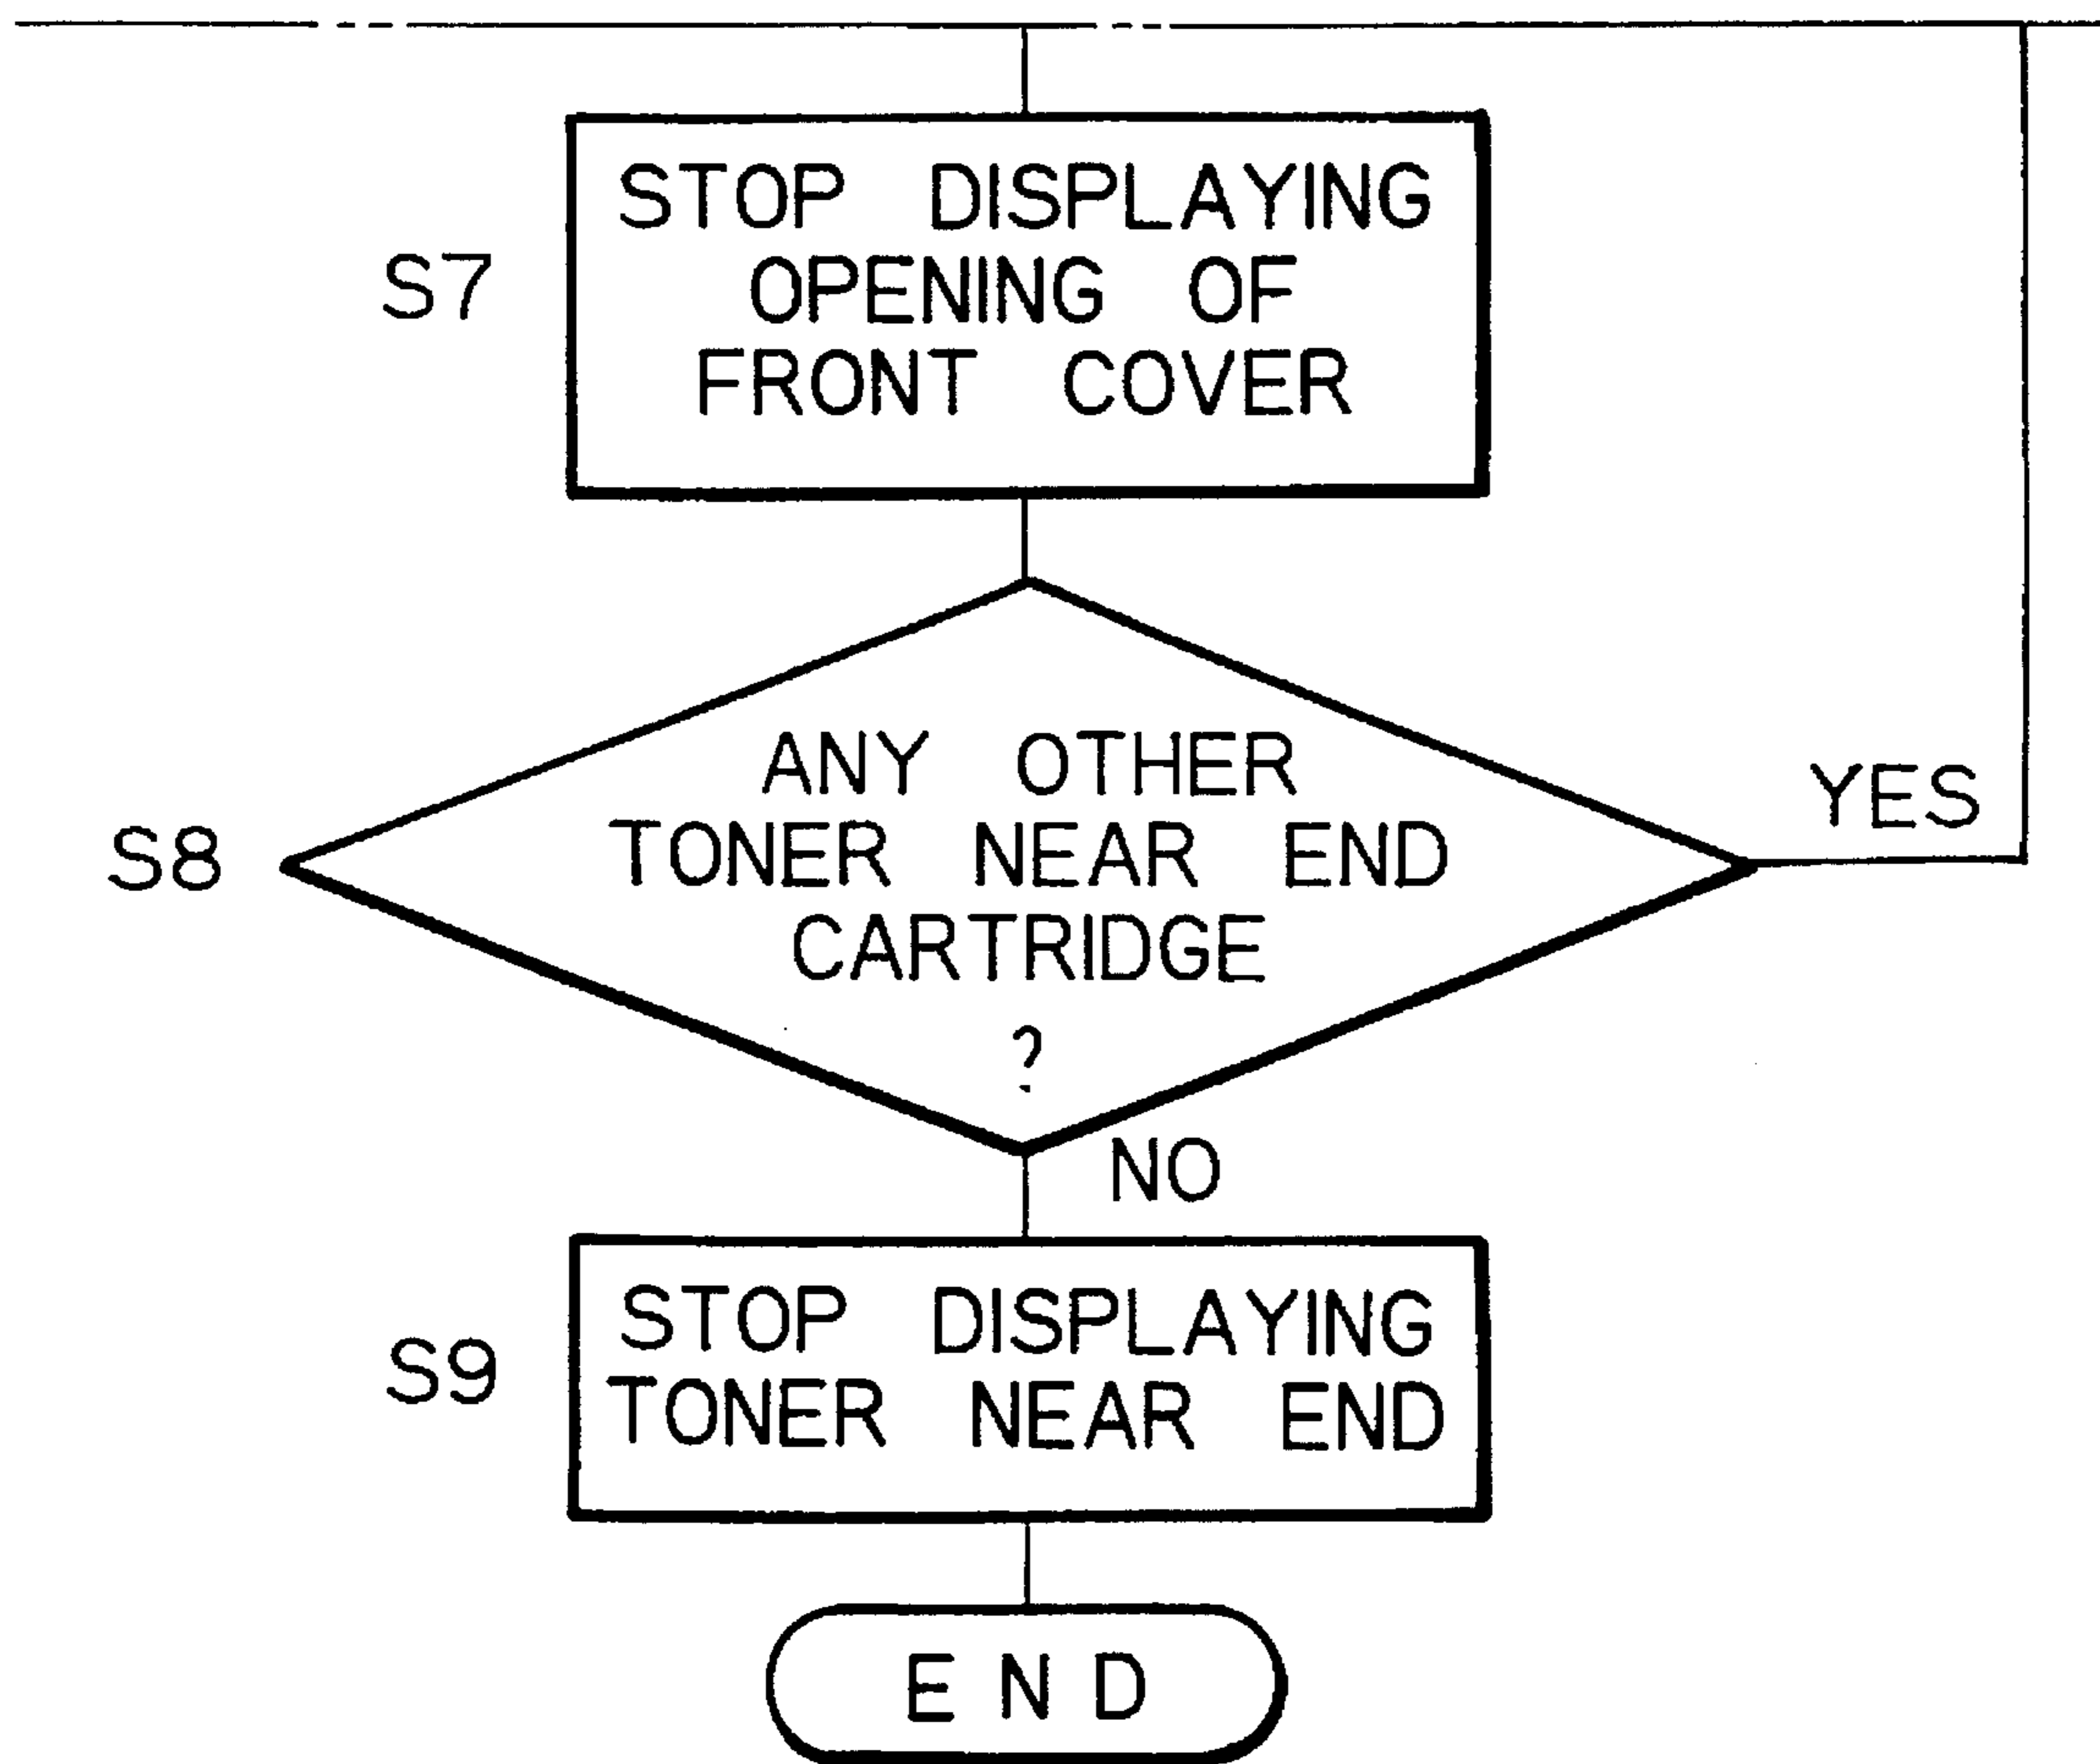 STOP DISPLAYING
OPENING OF
FRONT COVER
S7
ANY OTHER
TONER NEAR END
CARTRIDGE
?
S8
YES
NO
STOP DISPLAYING
TONER NEAR END
S9
END